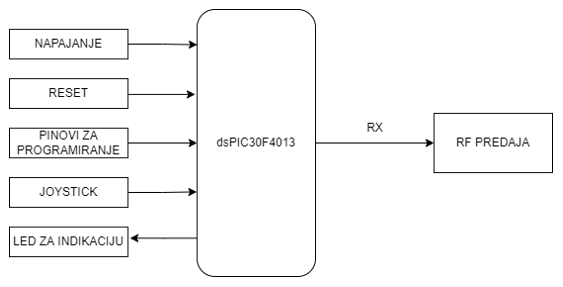 NAPAJANJE
RESET
PINOVI ZA
PROGRAMIRANJE
JOYSTICK
LED ZA INDIKACIJU
dsPIC30F4013
RX
RF PREDAJA